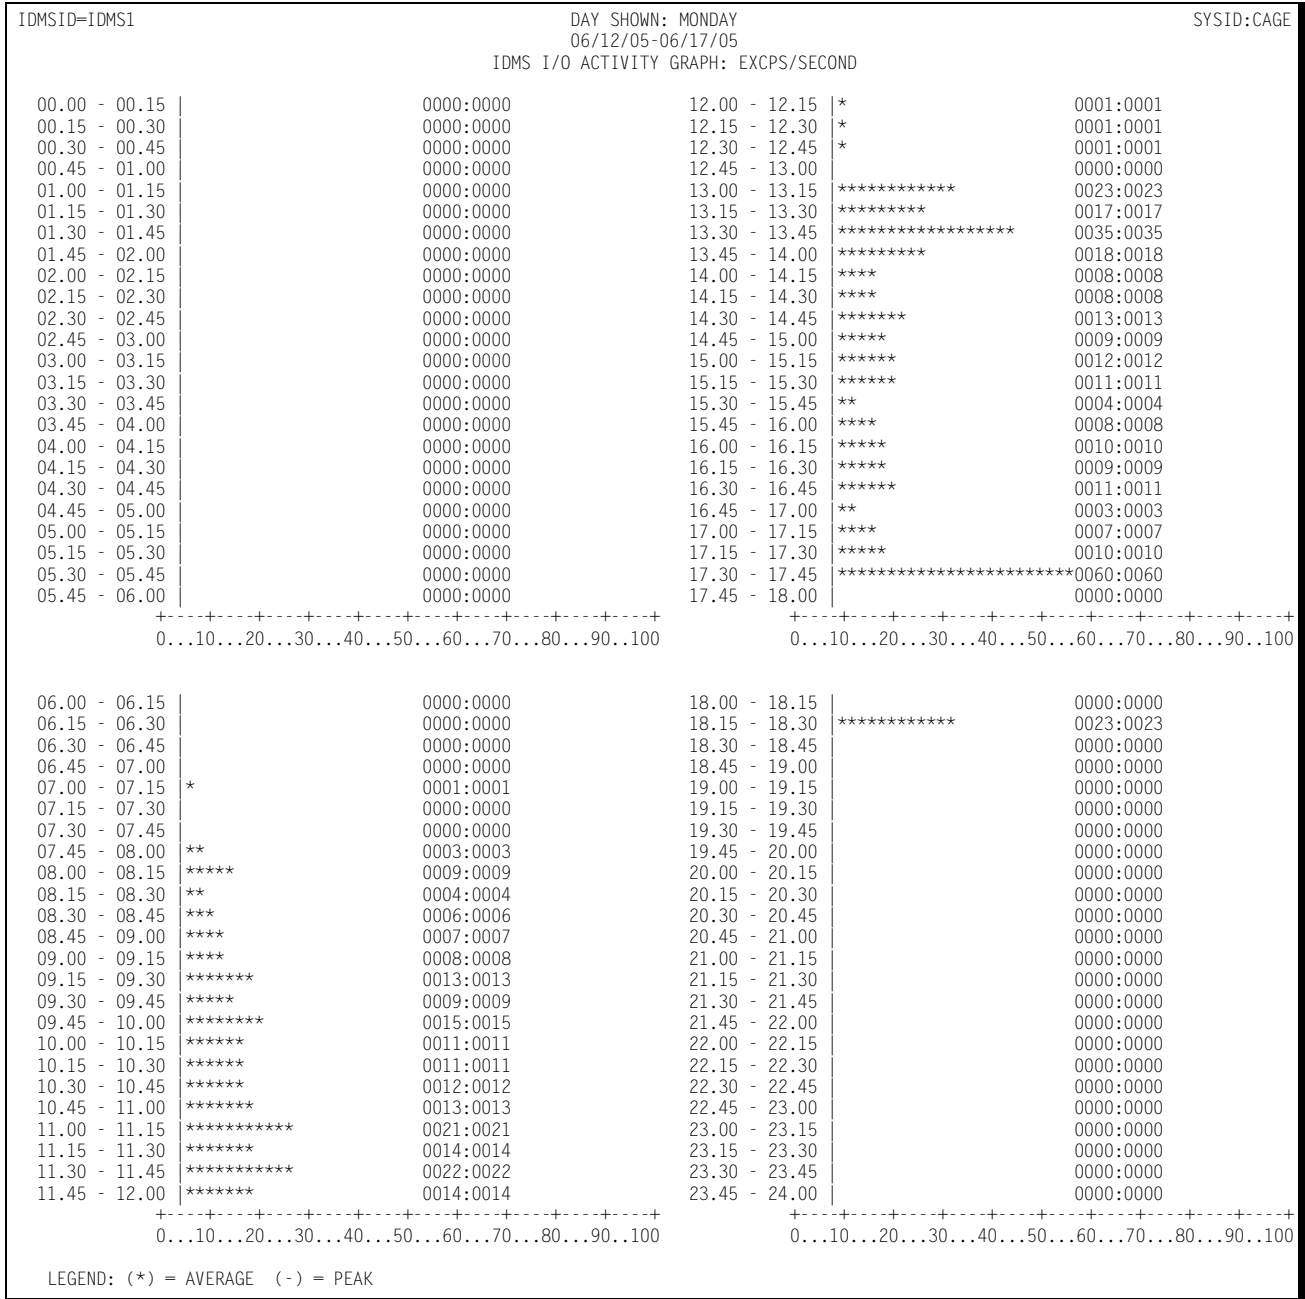 IDMSID=IDMS1 DAY SHOWN: MONDAY SYSID:CAGE
06/12/05-06/17/05
IDMS I/O ACTIVITY GRAPH: EXCPS/SECOND
00.00 - 00.15 | 0000:0000 12.00 - 12.15 |* 0001:0001
00.15 - 00.30 | 0000:0000 12.15 - 12.30 |* 0001:0001
00.30 - 00.45 | 0000:0000 12.30 - 12.45 |* 0001:0001
00.45 - 01.00 | 0000:0000 12.45 - 13.00 | 0000:0000
01.00 - 01.15 | 0000:0000 13.00 - 13.15 |************ 0023:0023
01.15 - 01.30 | 0000:0000 13.15 - 13.30 |********* 0017:0017
01.30 - 01.45 | 0000:0000 13.30 - 13.45 |****************** 0035:0035
01.45 - 02.00 | 0000:0000 13.45 - 14.00 |********* 0018:0018
02.00 - 02.15 | 0000:0000 14.00 - 14.15 |**** 0008:0008
02.15 - 02.30 | 0000:0000 14.15 - 14.30 |**** 0008:0008
02.30 - 02.45 | 0000:0000 14.30 - 14.45 |******* 0013:0013
02.45 - 03.00 | 0000:0000 14.45 - 15.00 |***** 0009:0009
03.00 - 03.15 | 0000:0000 15.00 - 15.15 |****** 0012:0012
03.15 - 03.30 | 0000:0000 15.15 - 15.30 |****** 0011:0011
03.30 - 03.45 | 0000:0000 15.30 - 15.45 |** 0004:0004
03.45 - 04.00 | 0000:0000 15.45 - 16.00 |**** 0008:0008
04.00 - 04.15 | 0000:0000 16.00 - 16.15 |***** 0010:0010
04.15 - 04.30 | 0000:0000 16.15 - 16.30 |***** 0009:0009
04.30 - 04.45 | 0000:0000 16.30 - 16.45 |****** 0011:0011
04.45 - 05.00 | 0000:0000 16.45 - 17.00 |** 0003:0003
05.00 - 05.15 | 0000:0000 17.00 - 17.15 |**** 0007:0007
05.15 - 05.30 | 0000:0000 17.15 - 17.30 |***** 0010:0010
05.30 - 05.45 | 0000:0000 17.30 - 17.45 |************************0060:0060
05.45 - 06.00 | 0000:0000 17.45 - 18.00 | 0000:0000
+----+----+----+----+----+----+----+----+----+----+ +----+----+----+----+----+----+----+----+----+----+
0...10...20...30...40...50...60...70...80...90..100 0...10...20...30...40...50...60...70...80...90..100
06.00 - 06.15 | 0000:0000 18.00 - 18.15 | 0000:0000
06.15 - 06.30 | 0000:0000 18.15 - 18.30 |************ 0023:0023
06.30 - 06.45 | 0000:0000 18.30 - 18.45 | 0000:0000
06.45 - 07.00 | 0000:0000 18.45 - 19.00 | 0000:0000
07.00 - 07.15 |* 0001:0001 19.00 - 19.15 | 0000:0000
07.15 - 07.30 | 0000:0000 19.15 - 19.30 | 0000:0000
07.30 - 07.45 | 0000:0000 19.30 - 19.45 | 0000:0000
07.45 - 08.00 |** 0003:0003 19.45 - 20.00 | 0000:0000
08.00 - 08.15 |***** 0009:0009 20.00 - 20.15 | 0000:0000
08.15 - 08.30 |** 0004:0004 20.15 - 20.30 | 0000:0000
08.30 - 08.45 |*** 0006:0006 20.30 - 20.45 | 0000:0000
08.45 - 09.00 |**** 0007:0007 20.45 - 21.00 | 0000:0000
09.00 - 09.15 |**** 0008:0008 21.00 - 21.15 | 0000:0000
09.15 - 09.30 |******* 0013:0013 21.15 - 21.30 | 0000:0000
09.30 - 09.45 |***** 0009:0009 21.30 - 21.45 | 0000:0000
09.45 - 10.00 |******** 0015:0015 21.45 - 22.00 | 0000:0000
10.00 - 10.15 |****** 0011:0011 22.00 - 22.15 | 0000:0000
10.15 - 10.30 |****** 0011:0011 22.15 - 22.30 | 0000:0000
10.30 - 10.45 |****** 0012:0012 22.30 - 22.45 | 0000:0000
10.45 - 11.00 |******* 0013:0013 22.45 - 23.00 | 0000:0000
11.00 - 11.15 |*********** 0021:0021 23.00 - 23.15 | 0000:0000
11.15 - 11.30 |******* 0014:0014 23.15 - 23.30 | 0000:0000
11.30 - 11.45 |*********** 0022:0022 23.30 - 23.45 | 0000:0000
11.45 - 12.00 |******* 0014:0014 23.45 - 24.00 | 0000:0000
+----+----+----+----+----+----+----+----+----+----+ +----+----+----+----+----+----+----+----+----+----+
0...10...20...30...40...50...60...70...80...90..100 0...10...20...30...40...50...60...70...80...90..100
LEGEND: (*) = AVERAGE (-) = PEAK